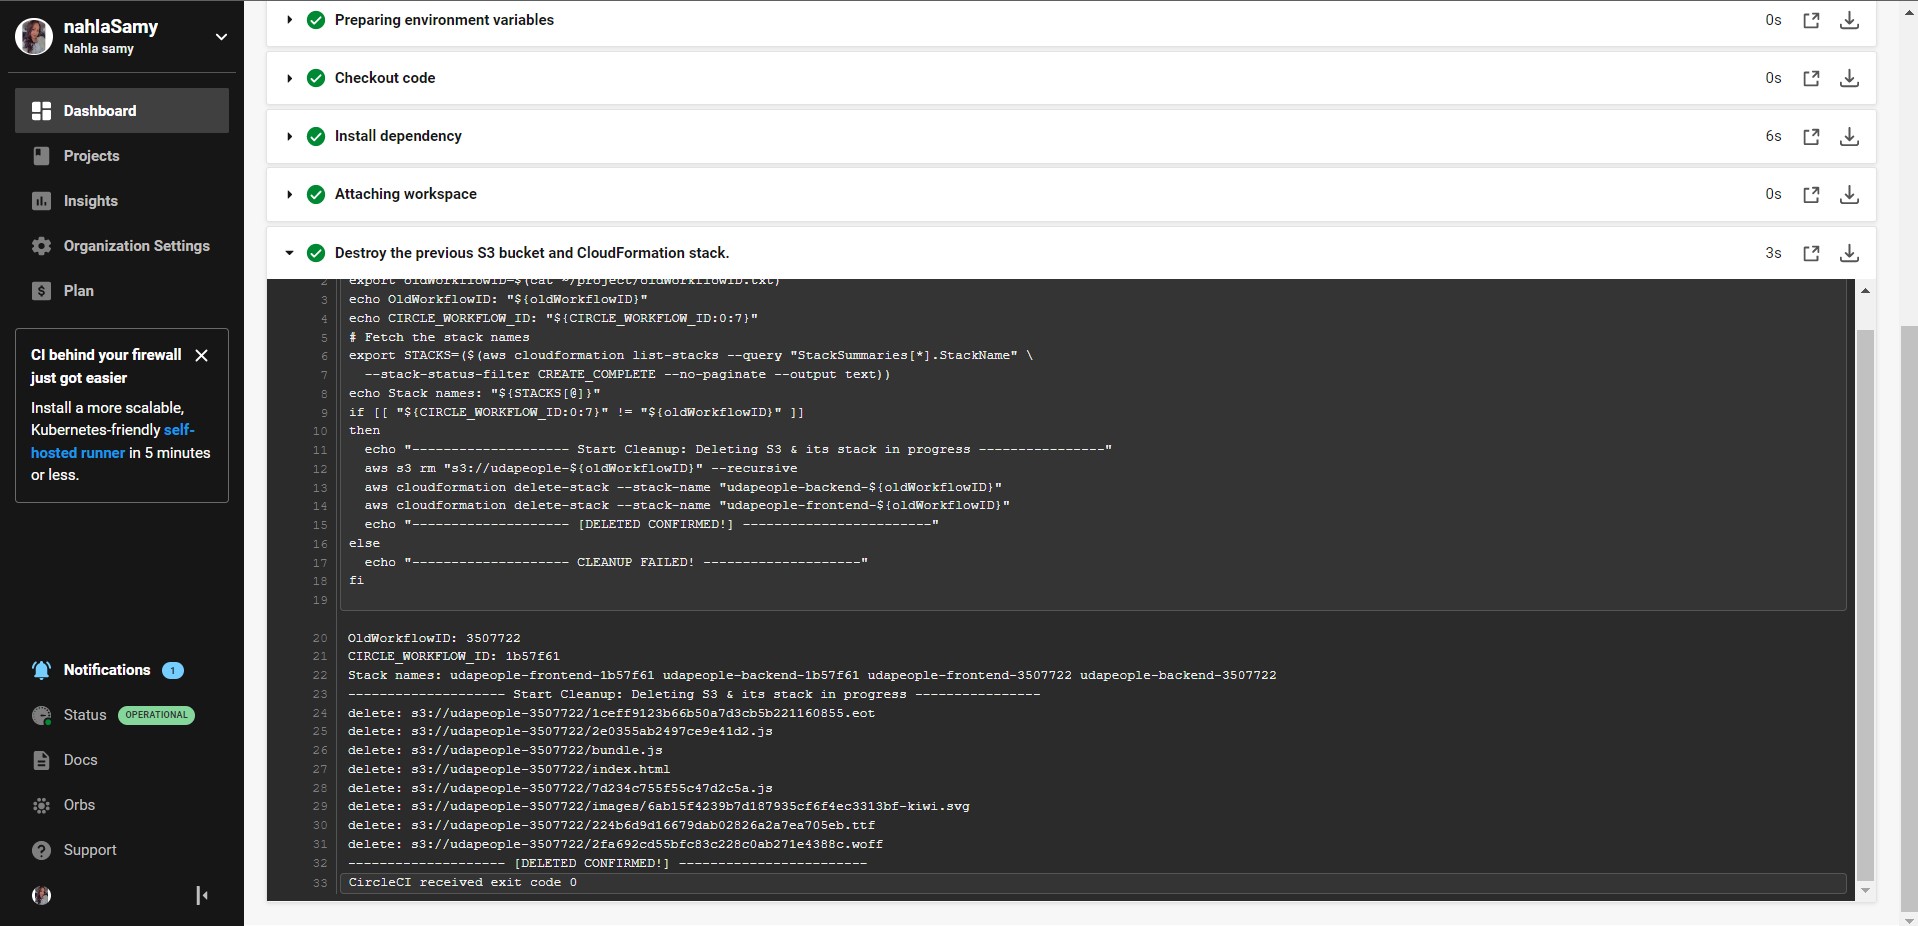 nahlaSamy
Nahla samy
Dashboard
Projects
Insights
Organization Settings
Plan
CI behind your firewall
just got easier
Install a more scalable,
Kubernetes-friendly self-
hosted runner in 5 minutes
or less.
Notifications 1
Status OPERATIONAL
Docs
Orbs
Support
Preparing environment variables 0s
Checkout code 0s
Install dependency 6s
Attaching workspace 0s
Destroy the previous S3 bucket and CloudFormation stack. 3s
2 export oldWorkflowID=$(cat ~/project/oldWorkflowID.txt)
3 echo OldWorkflowID: "${oldWorkflowID}"
4 echo CIRCLE_WORKFLOW_ID: "${CIRCLE_WORKFLOW_ID:0:7}"
5 # Fetch the stack names
6 export STACKS=($(aws cloudformation list-stacks --query "StackSummaries[*].StackName" \
7 --stack-status-filter CREATE_COMPLETE --no-paginate --output text))
8 echo Stack names: "${STACKS[@]}"
9 if [[ "${CIRCLE_WORKFLOW_ID:0:7}" != "${oldWorkflowID}" ]]
10 then
11 echo "-------------------- Start Cleanup: Deleting S3 & its stack in progress ----------------"
12 aws s3 rm "s3://udapeople-${oldWorkflowID}" --recursive
13 aws cloudformation delete-stack --stack-name "udapeople-backend-${oldWorkflowID}"
14 aws cloudformation delete-stack --stack-name "udapeople-frontend-${oldWorkflowID}"
15 echo "-------------------- [DELETED CONFIRMED!] ------------------------"
16 else
17 echo "-------------------- CLEANUP FAILED! --------------------"
18 fi
19
20 OldWorkflowID: 3507722
21 CIRCLE_WORKFLOW_ID: 1b57f61
22 Stack names: udapeople-frontend-1b57f61 udapeople-backend-1b57f61 udapeople-frontend-3507722 udapeople-backend-3507722
23 -------------------- Start Cleanup: Deleting S3 & its stack in progress ----------------
24 delete: s3://udapeople-3507722/1ceff9123b66b50a7d3cb5b221160855.eot
25 delete: s3://udapeople-3507722/2e0355ab2497ce9e41d2.js
26 delete: s3://udapeople-3507722/bundle.js
27 delete: s3://udapeople-3507722/index.html
28 delete: s3://udapeople-3507722/7d234c755f55c47d2c5a.js
29 delete: s3://udapeople-3507722/images/6ab15f4239b7d187935cf6f4ec3313bf-kiwi.svg
30 delete: s3://udapeople-3507722/224b6d9d16679dab02826a2a7ea705eb.ttf
31 delete: s3://udapeople-3507722/2fa692cd55bfc83c228c0ab271e4388c.woff
32 -------------------- [DELETED CONFIRMED!] ------------------------
33 CircleCI received exit code 0